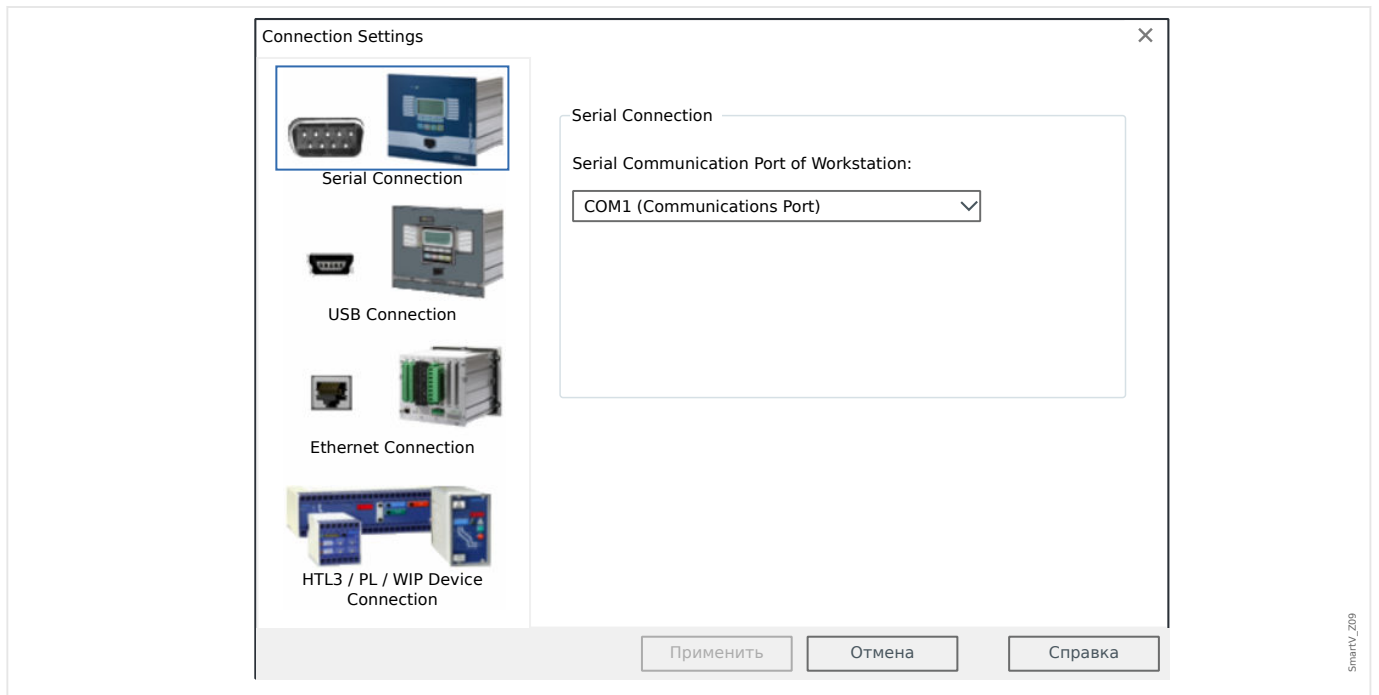 Connection Settings
Serial Connection
USB Connection
Ethernet Connection
HTL3 / PL / WIP Device
Connection
Serial Connection
Serial Communication Port of Workstation:
COM1 (Communications Port)
Применить
Отмена
Справка
SmartV_Z09